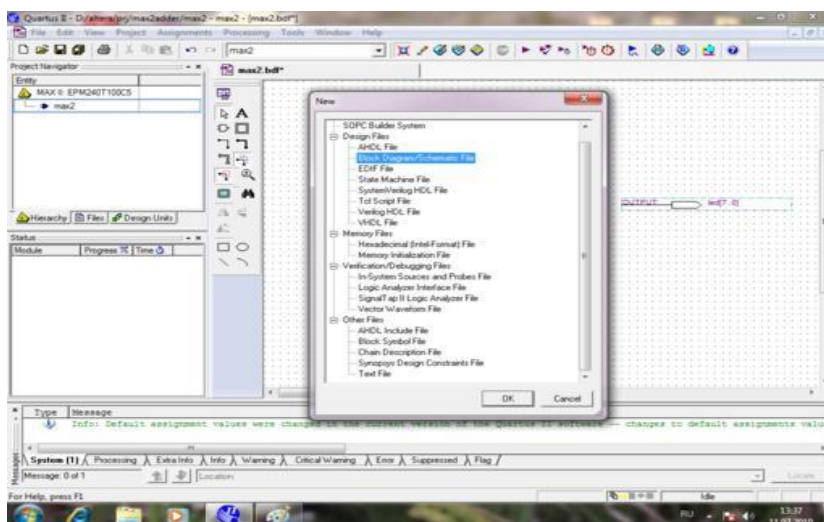 Quartus II - D:/altera/prj/max2adder/max2 - max2 - [max2.bdf*]
File Edit View Project Assignments Processing Tools Window Help
max2
Project Navigator
Entity
MAX II: EPM240T100C5
max2
Hierarchy Files Design Units
Status
Module Progress % Time
max2.bdf*
New
SOPC Builder System
Design Files
AHDL File
Block Diagram/Schematic File
EDIF File
State Machine File
SystemVerilog HDL File
Tcl Script File
Verilog HDL File
VHDL File
Memory Files
Hexadecimal (Intel-Format) File
Memory Initialization File
Verification/Debugging Files
In-System Sources and Probes File
Logic Analyzer Interface File
SignalTap II Logic Analyzer File
Vector Waveform File
Other Files
AHDL Include File
Block Symbol File
Chain Description File
Synopsys Design Constraints File
Text File
OK Cancel
OUTPUT led[7..0]
Type Message
Info: Default assignment values were changed in the current version of the Quartus II software -- changes to default assignments valu
System (1) Processing Extra Info Info Warning Critical Warning Error Suppressed Flag
Messages
Message: 0 of 1 Location Locate
For Help, press F1 Idle
RU 13:37